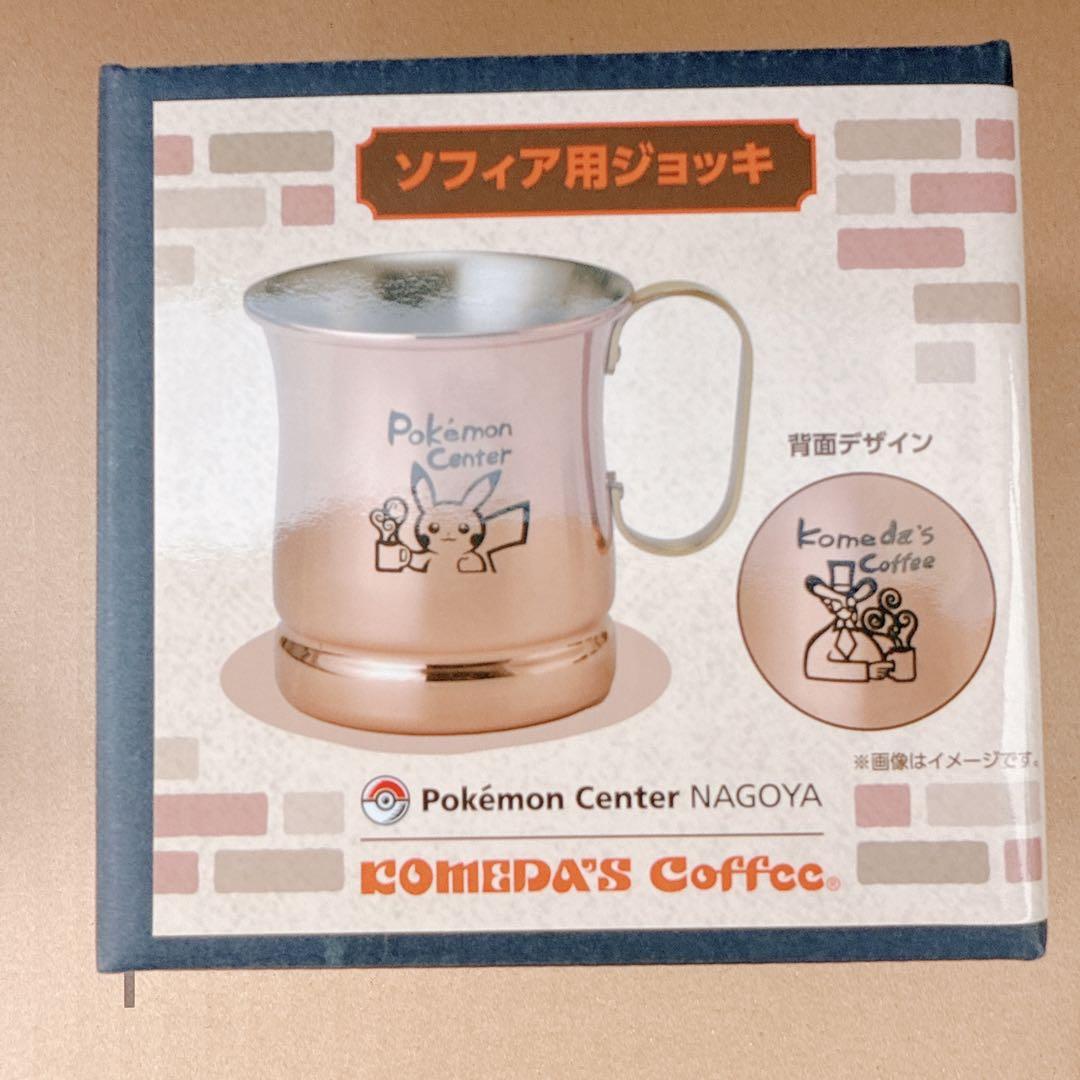 ソフィア用ジョッキ
Pokémon
Center
背面デザイン
Komeda's
Coffee
※画像はイメージです。
Pokémon Center NAGOYA
KOMEDA'S Coffee®